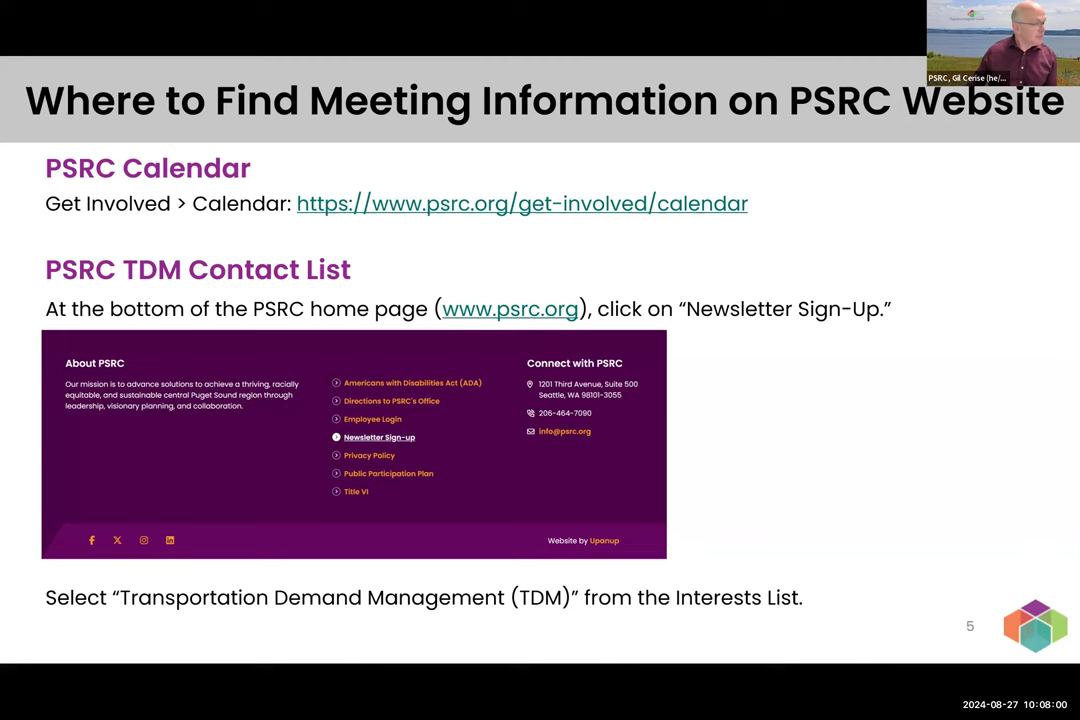 PSRC, Gil Cerise (he/...
Where to Find Meeting Information on PSRC Website
PSRC Calendar
Get Involved > Calendar: https://www.psrc.org/get-involved/calendar
PSRC TDM Contact List
At the bottom of the PSRC home page (www.psrc.org), click on “Newsletter Sign-Up.”
About PSRC
Our mission is to advance solutions to achieve a thriving, racially
equitable, and sustainable central Puget Sound region through
leadership, visionary planning, and collaboration.
Americans with Disabilities Act (ADA)
Directions to PSRC's Office
Employee Login
Newsletter Sign-up
Privacy Policy
Public Participation Plan
Title VI
Connect with PSRC
1201 Third Avenue, Suite 500
Seattle, WA 98101-3055
206-464-7090
info@psrc.org
Website by Upanup
Select “Transportation Demand Management (TDM)” from the Interests List.
5
2024-08-27 10:08:00